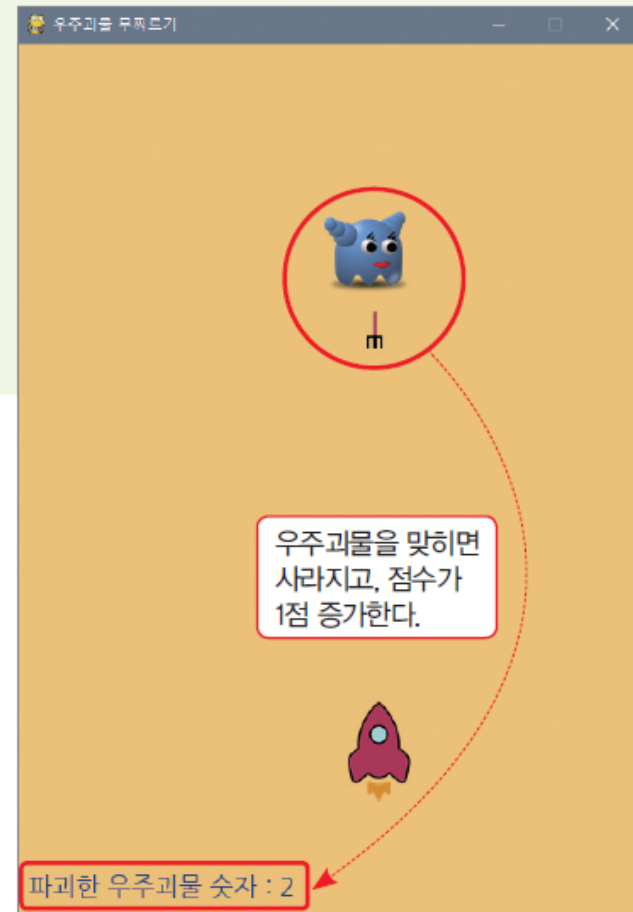 우주괴물 무찌르기
우주괴물을 맞히면
사라지고, 점수가
1점 증가한다.
파괴한 우주괴물 숫자 : 2